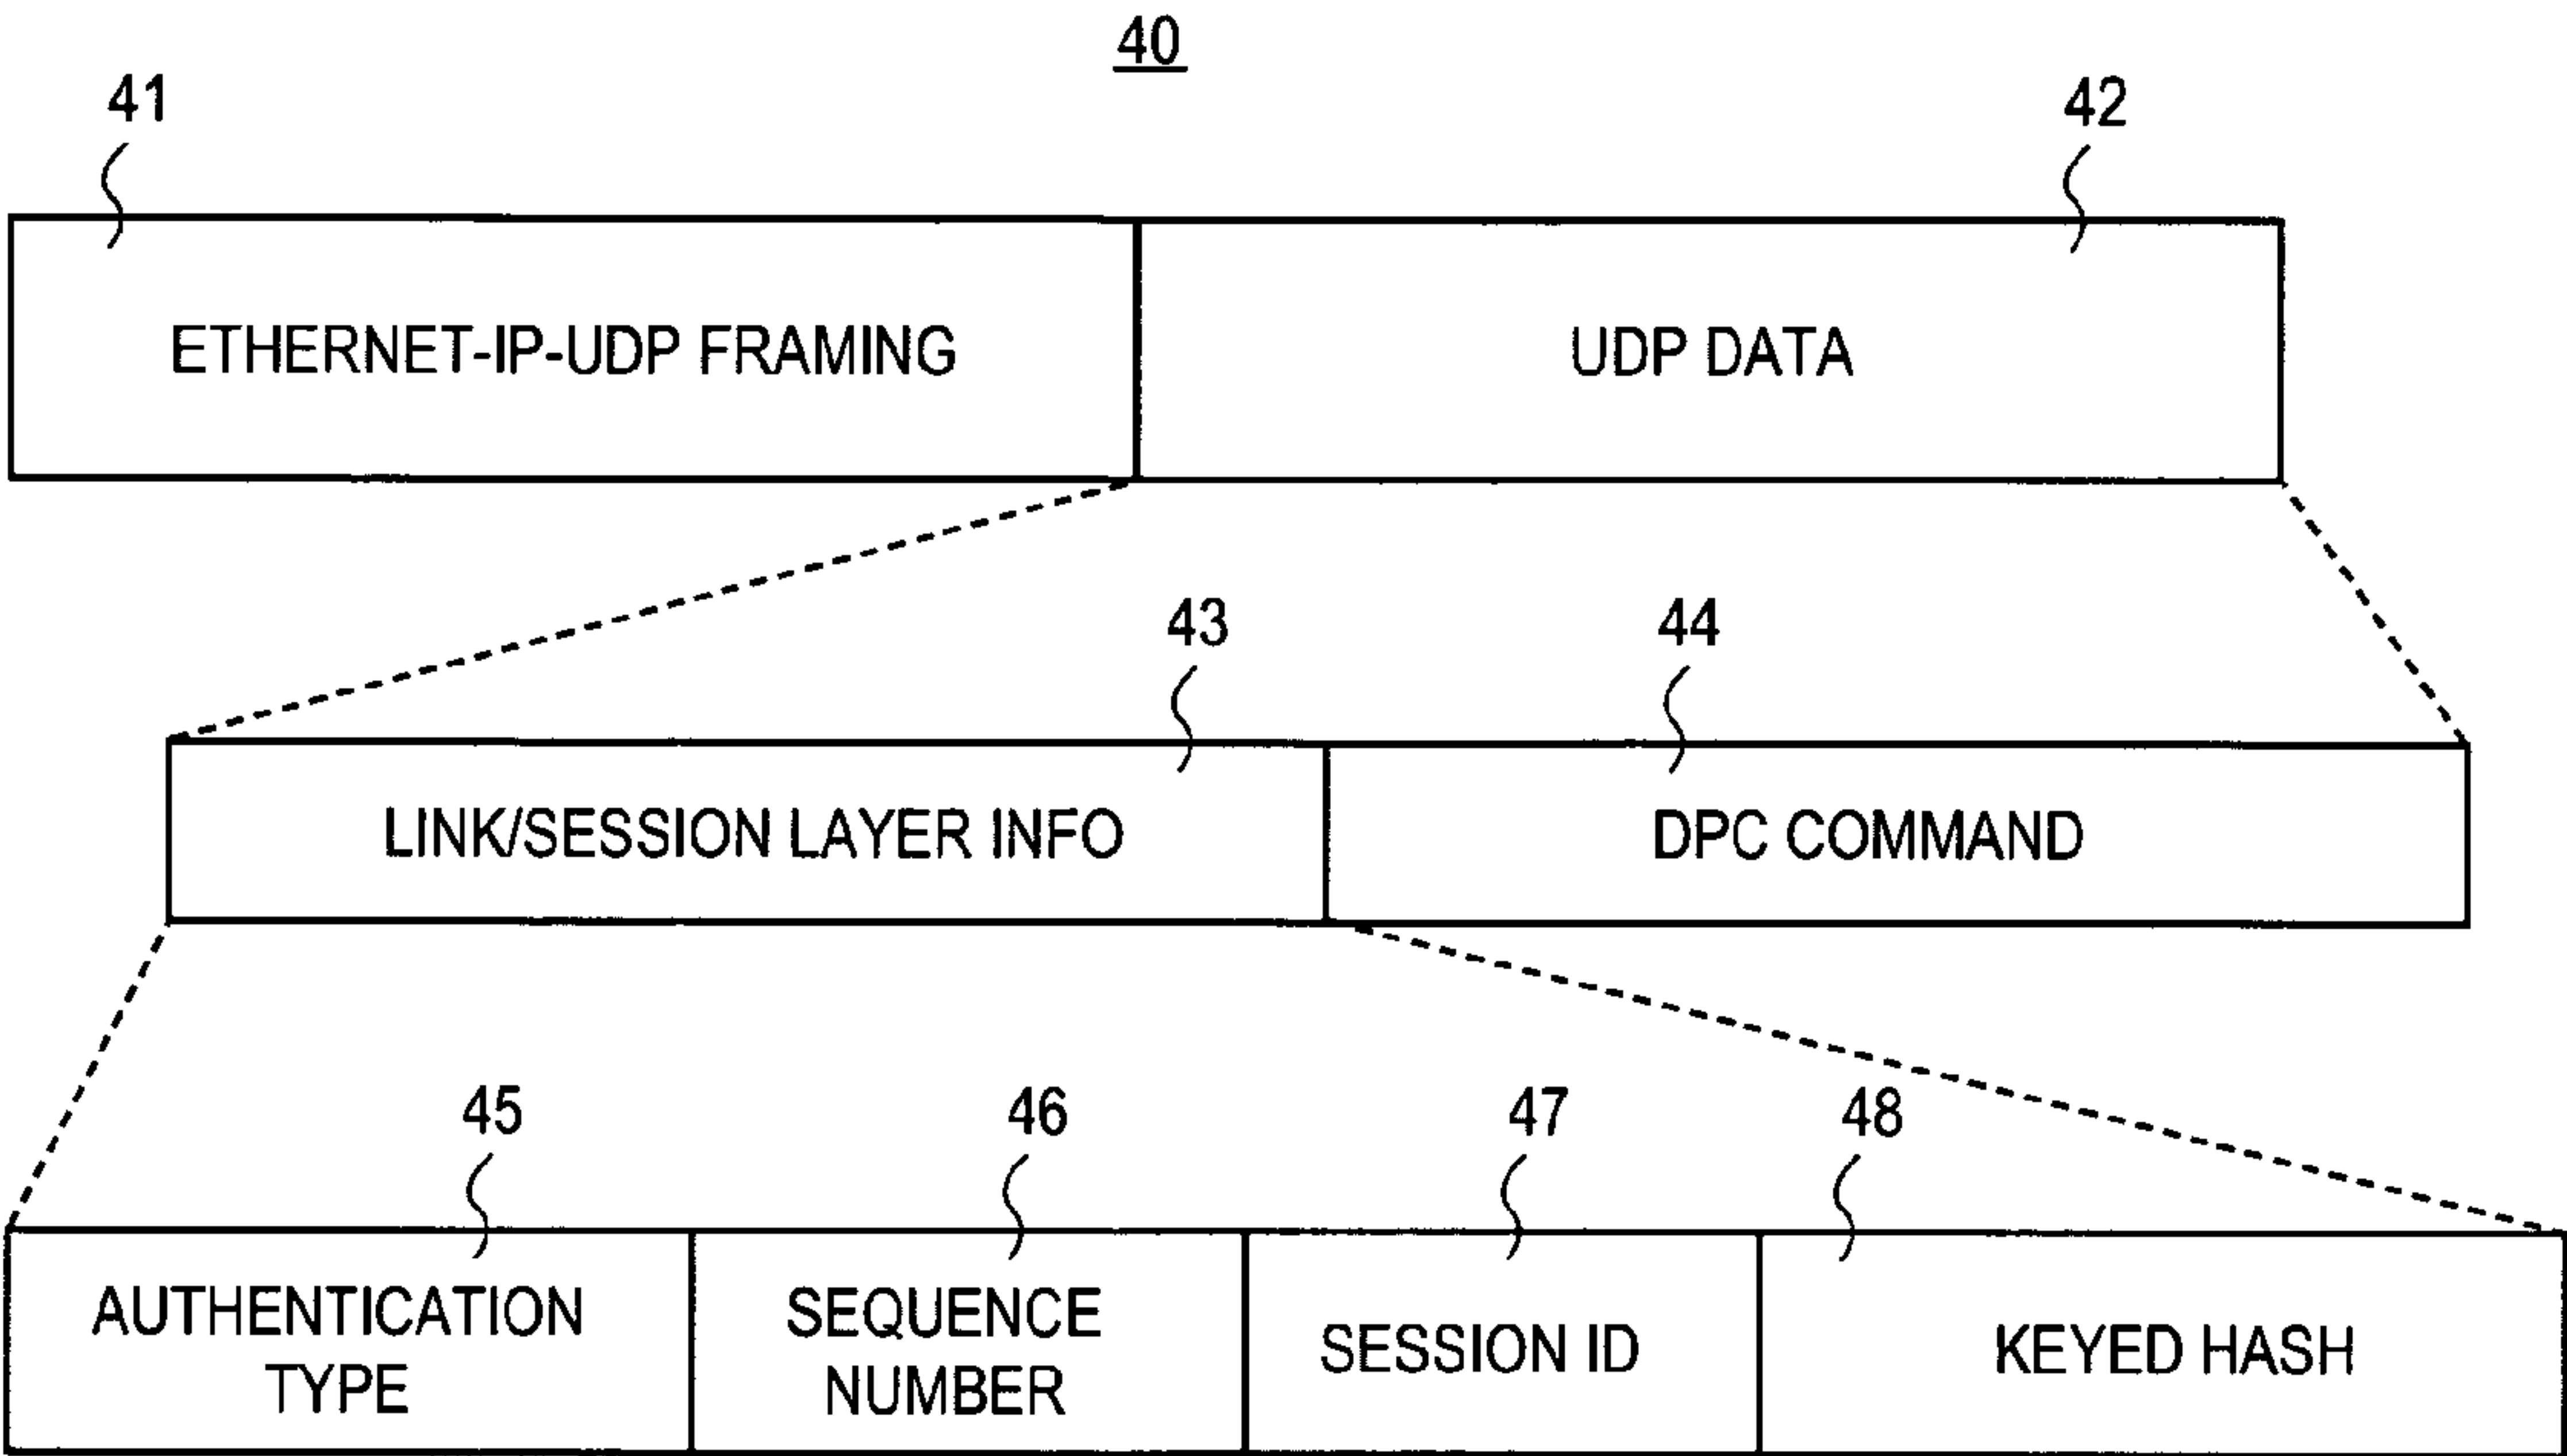 40
41
42
ETHERNET-IP-UDP FRAMING
UDP DATA
43
44
LINK/SESSION LAYER INFO
DPC COMMAND
45
46
47
48
AUTHENTICATION
TYPE
SEQUENCE
NUMBER
SESSION ID
KEYED HASH